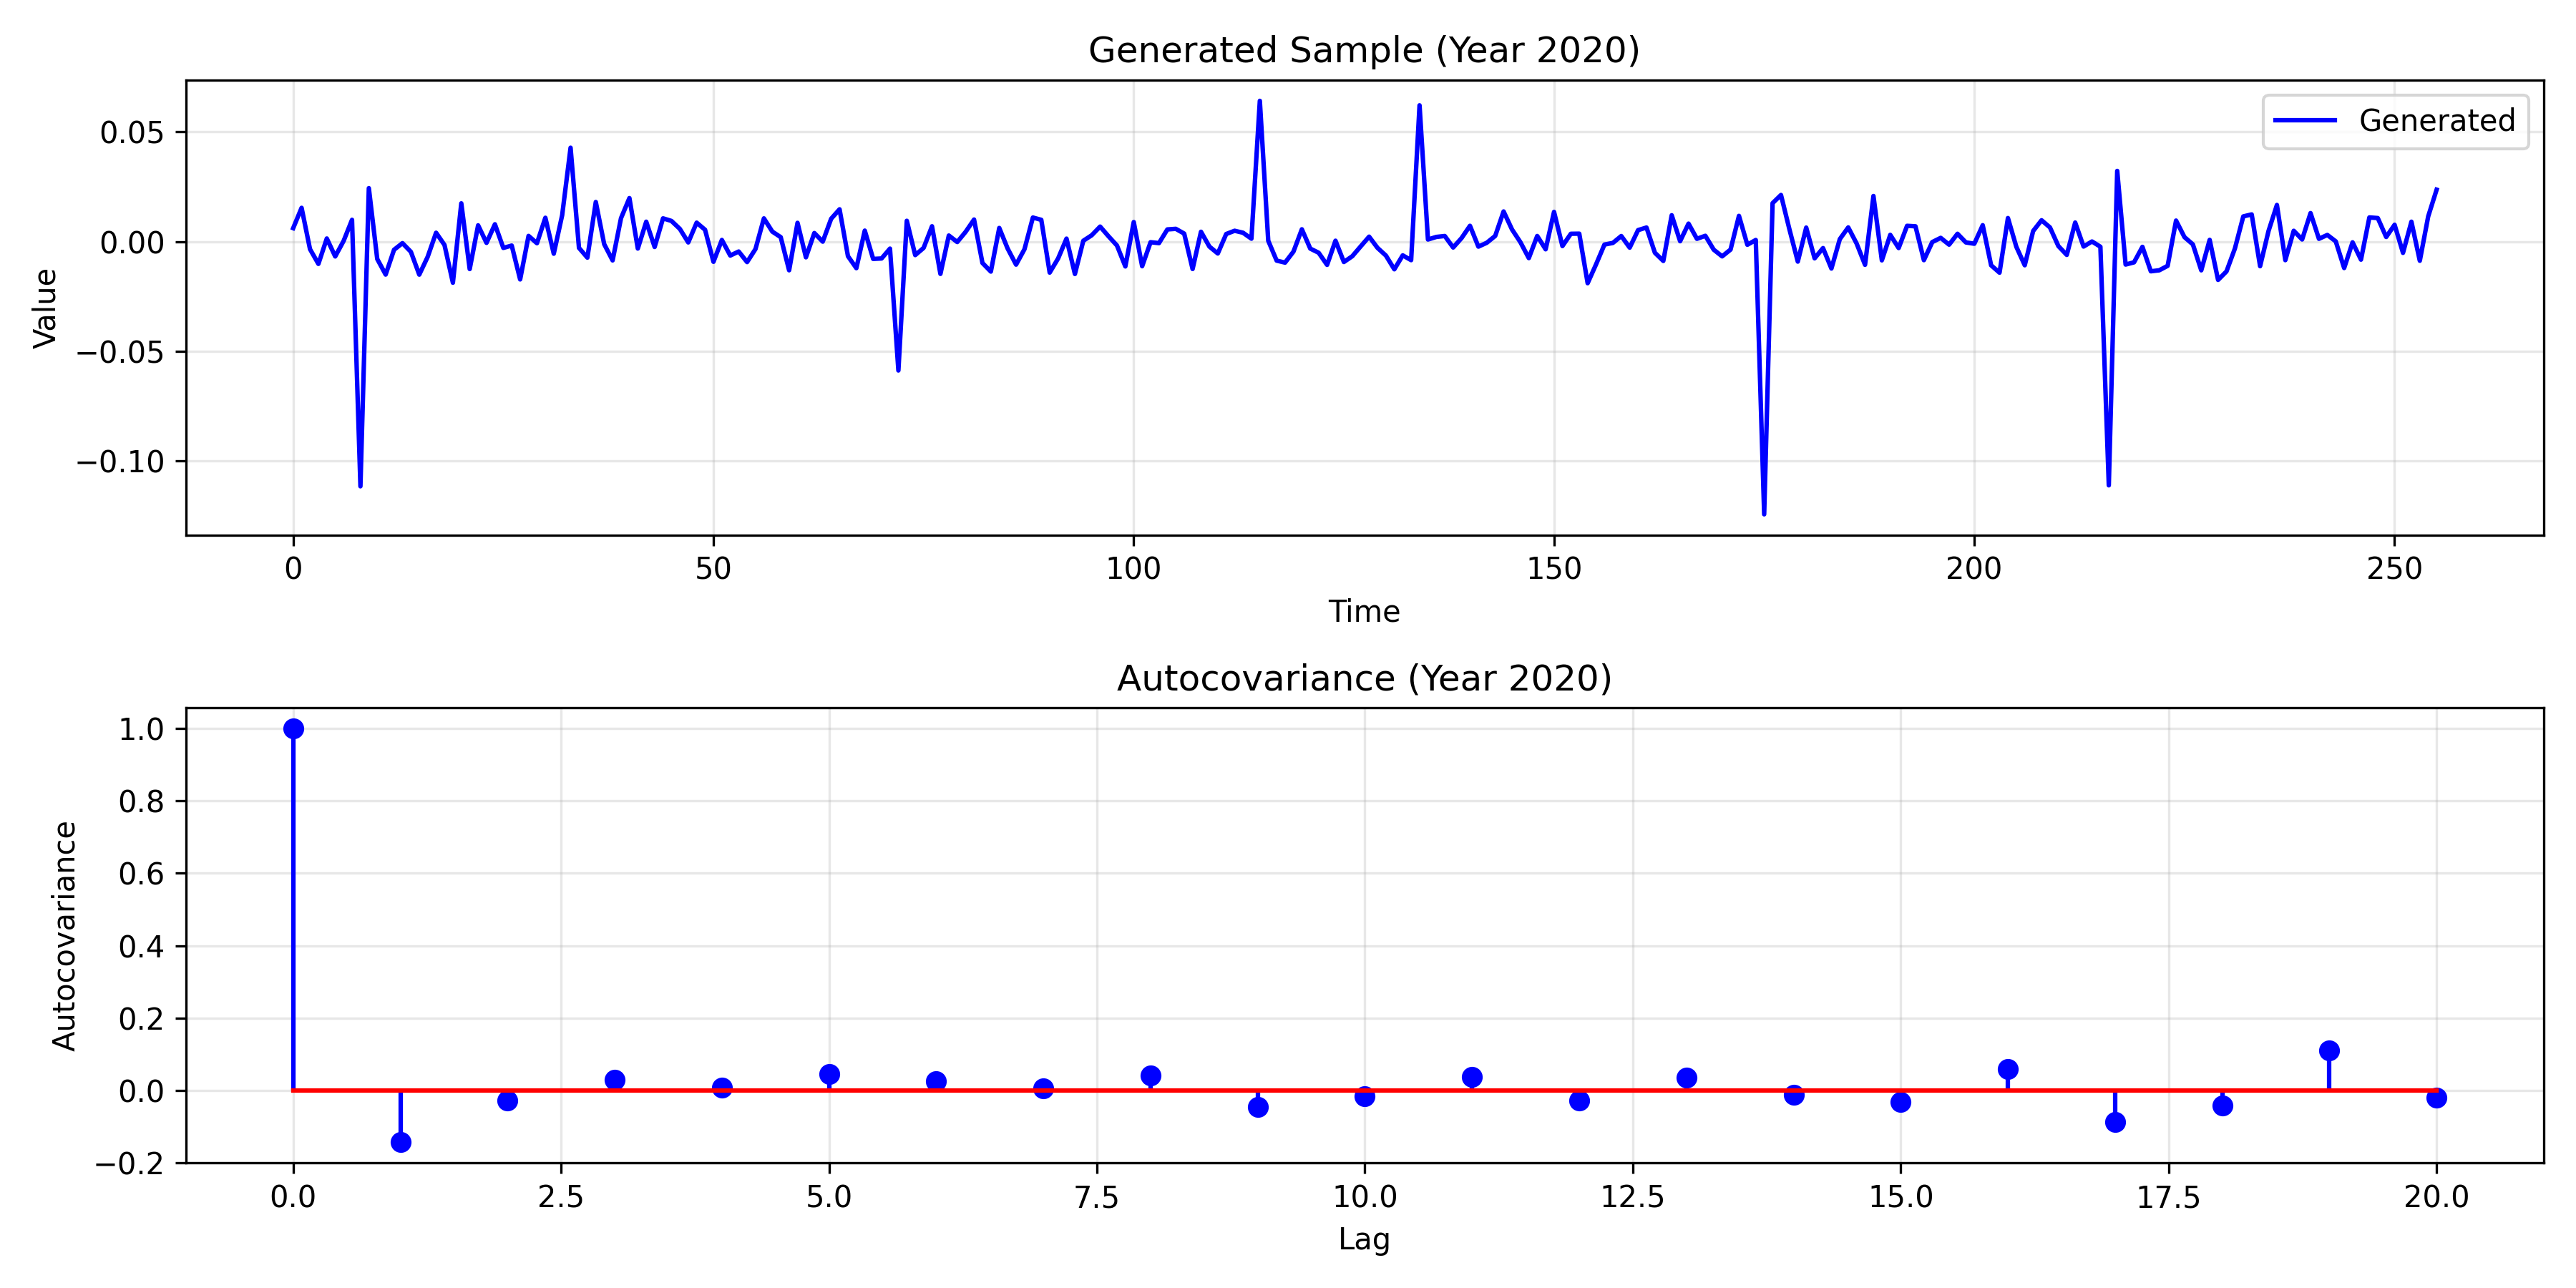 Generated Sample (Year 2020)
Generated
0.05
0.00
−0.05
−0.10
Value
0 50 100 150 200 250
Time
Autocovariance (Year 2020)
1.0
0.8
0.6
0.4
0.2
0.0
−0.2
Autocovariance
0.0 2.5 5.0 7.5 10.0 12.5 15.0 17.5 20.0
Lag